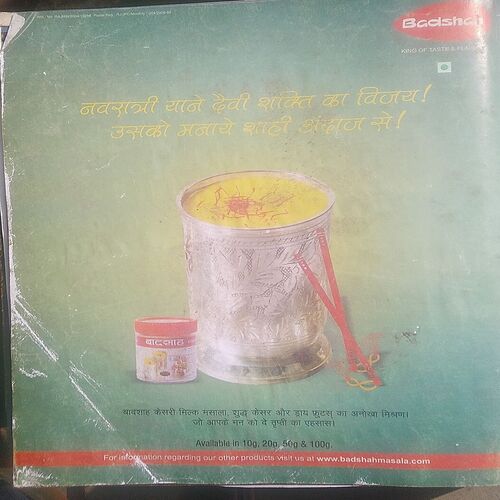 Badshah
KING OF TASTE &
नवरात्री याने दैवी शक्ति का विजय!
उसको मनाये शाही अंदाज से!
बादशाह
बादशाह केसरी मिल्क मसाला, शुद्ध केसर और ड्राय फ्रूटस् का अनोखा मिश्रण।
जो आपके मन को दे तृप्ती का एहसास।
Available in 10g, 20g, 50g & 100g.
For information regarding our other products visit us at www.badshahmasala.com